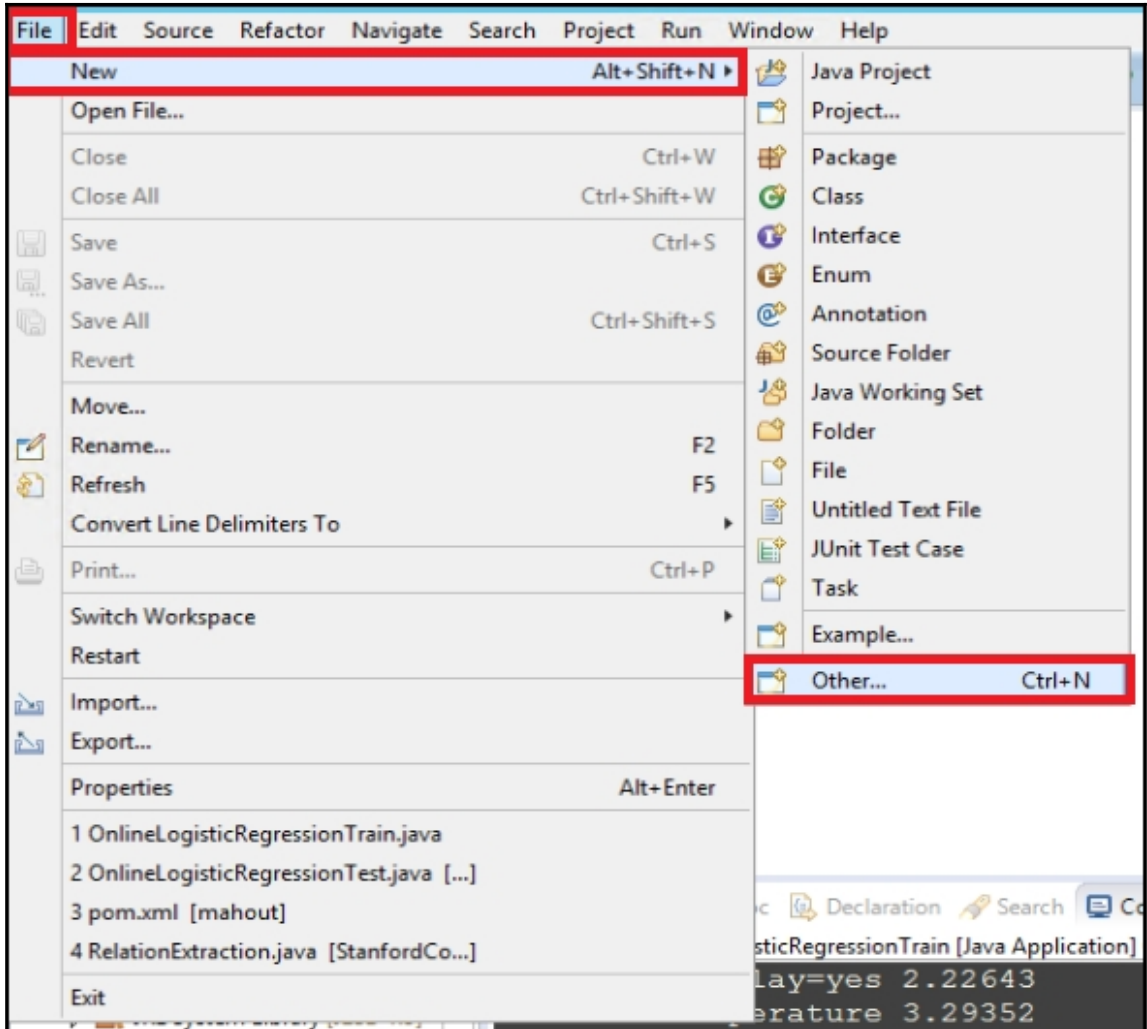 File Edit Source Refactor Navigate Search Project Run Window Help
New Alt+Shift+N
Open File...
Close Ctrl+W
Close All Ctrl+Shift+W
Save Ctrl+S
Save As...
Save All Ctrl+Shift+S
Revert
Move...
Rename... F2
Refresh F5
Convert Line Delimiters To
Print... Ctrl+P
Switch Workspace
Restart
Import...
Export...
Properties Alt+Enter
1 OnlineLogisticRegressionTrain.java
2 OnlineLogisticRegressionTest.java [...]
3 pom.xml [mahout]
4 RelationExtraction.java [StanfordCo...]
Exit
Java Project
Project...
Package
Class
Interface
Enum
Annotation
Source Folder
Java Working Set
Folder
File
Untitled Text File
JUnit Test Case
Task
Example...
Other... Ctrl+N
Declaration Search Co
sticRegressionTrain [Java Application]
lay=yes 2.22643
perature 3.29352